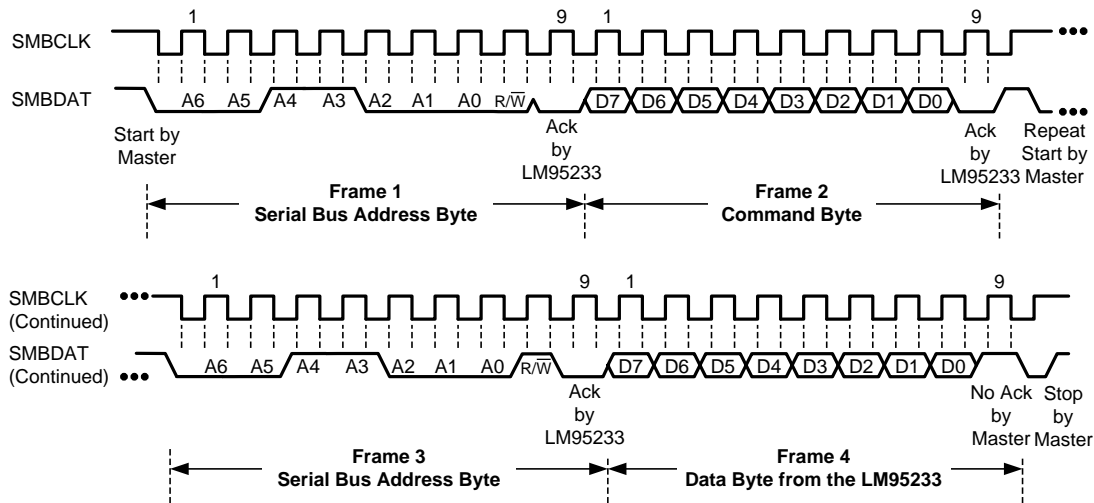 1 9 1 9
SMBCLK
SMBDAT
A6 A5 A4 A3 A2 A1 A0 R/W̅ D7 D6 D5 D4 D3 D2 D1 D0
Start by
Master
Ack
by
LM95233
Ack
by
LM95233
Repeat
Start by
Master
Frame 1
Serial Bus Address Byte
Frame 2
Command Byte
1 9 1 9
SMBCLK
(Continued)
SMBDAT
(Continued)
A6 A5 A4 A3 A2 A1 A0 R/W̅ D7 D6 D5 D4 D3 D2 D1 D0
Ack
by
LM95233
No Ack
by
Master
Stop
by
Master
Frame 3
Serial Bus Address Byte
Frame 4
Data Byte from the LM95233